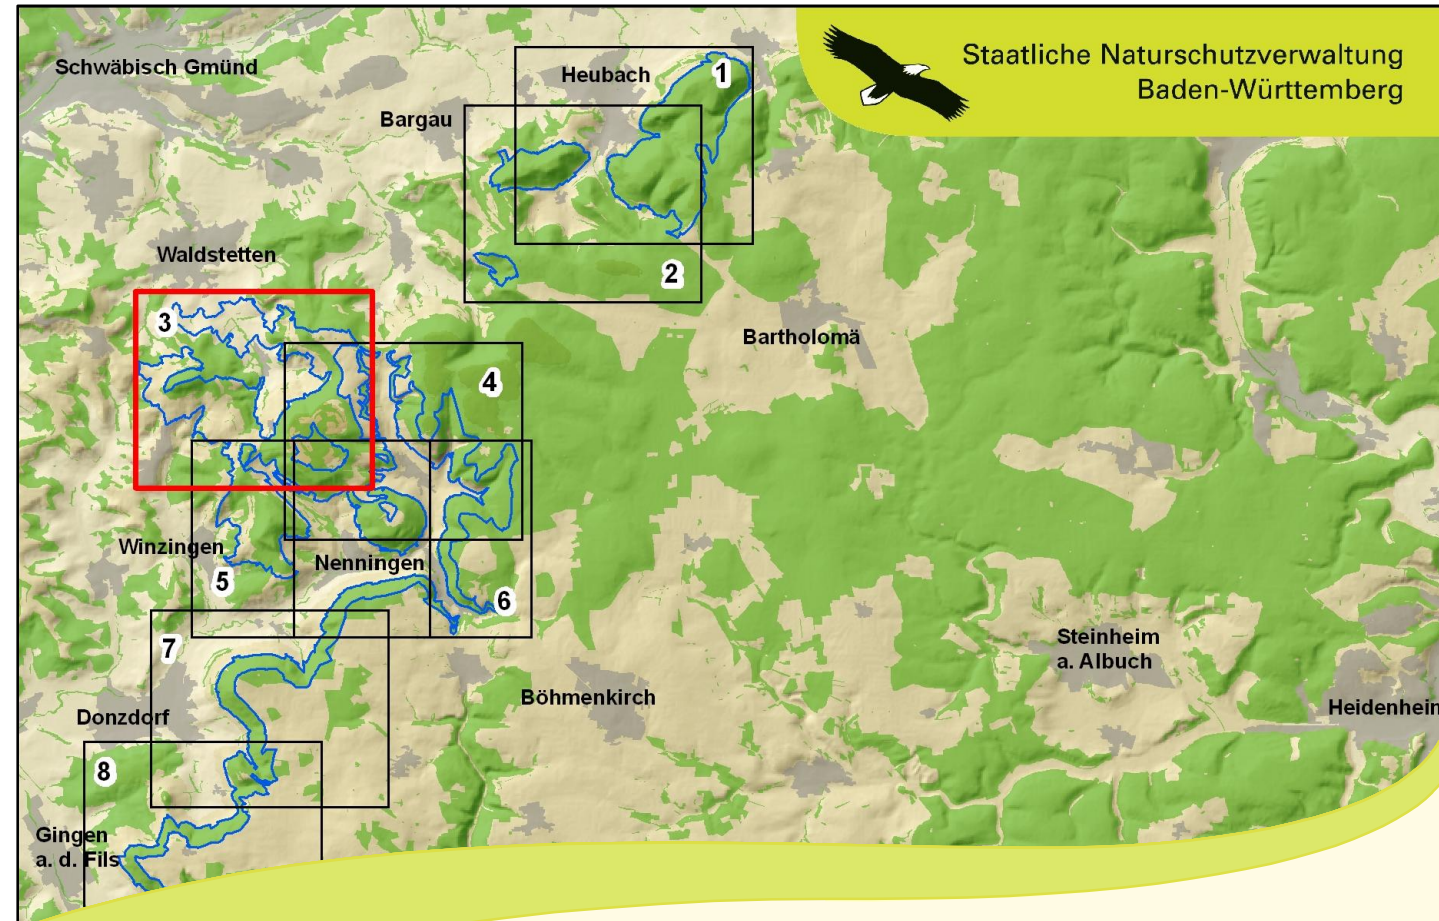 Staatliche Naturschutzverwaltung
Baden-Württemberg
Schwäbisch Gmünd
Heubach
1
Bargau
Waldstetten
2
3
Bartholomä
4
Winzingen
Nenningen
5
6
7
Steinheim
a. Albuch
Böhmenkirch
Donzdorf
Heidenhein
8
Gingen
a. d. Fils